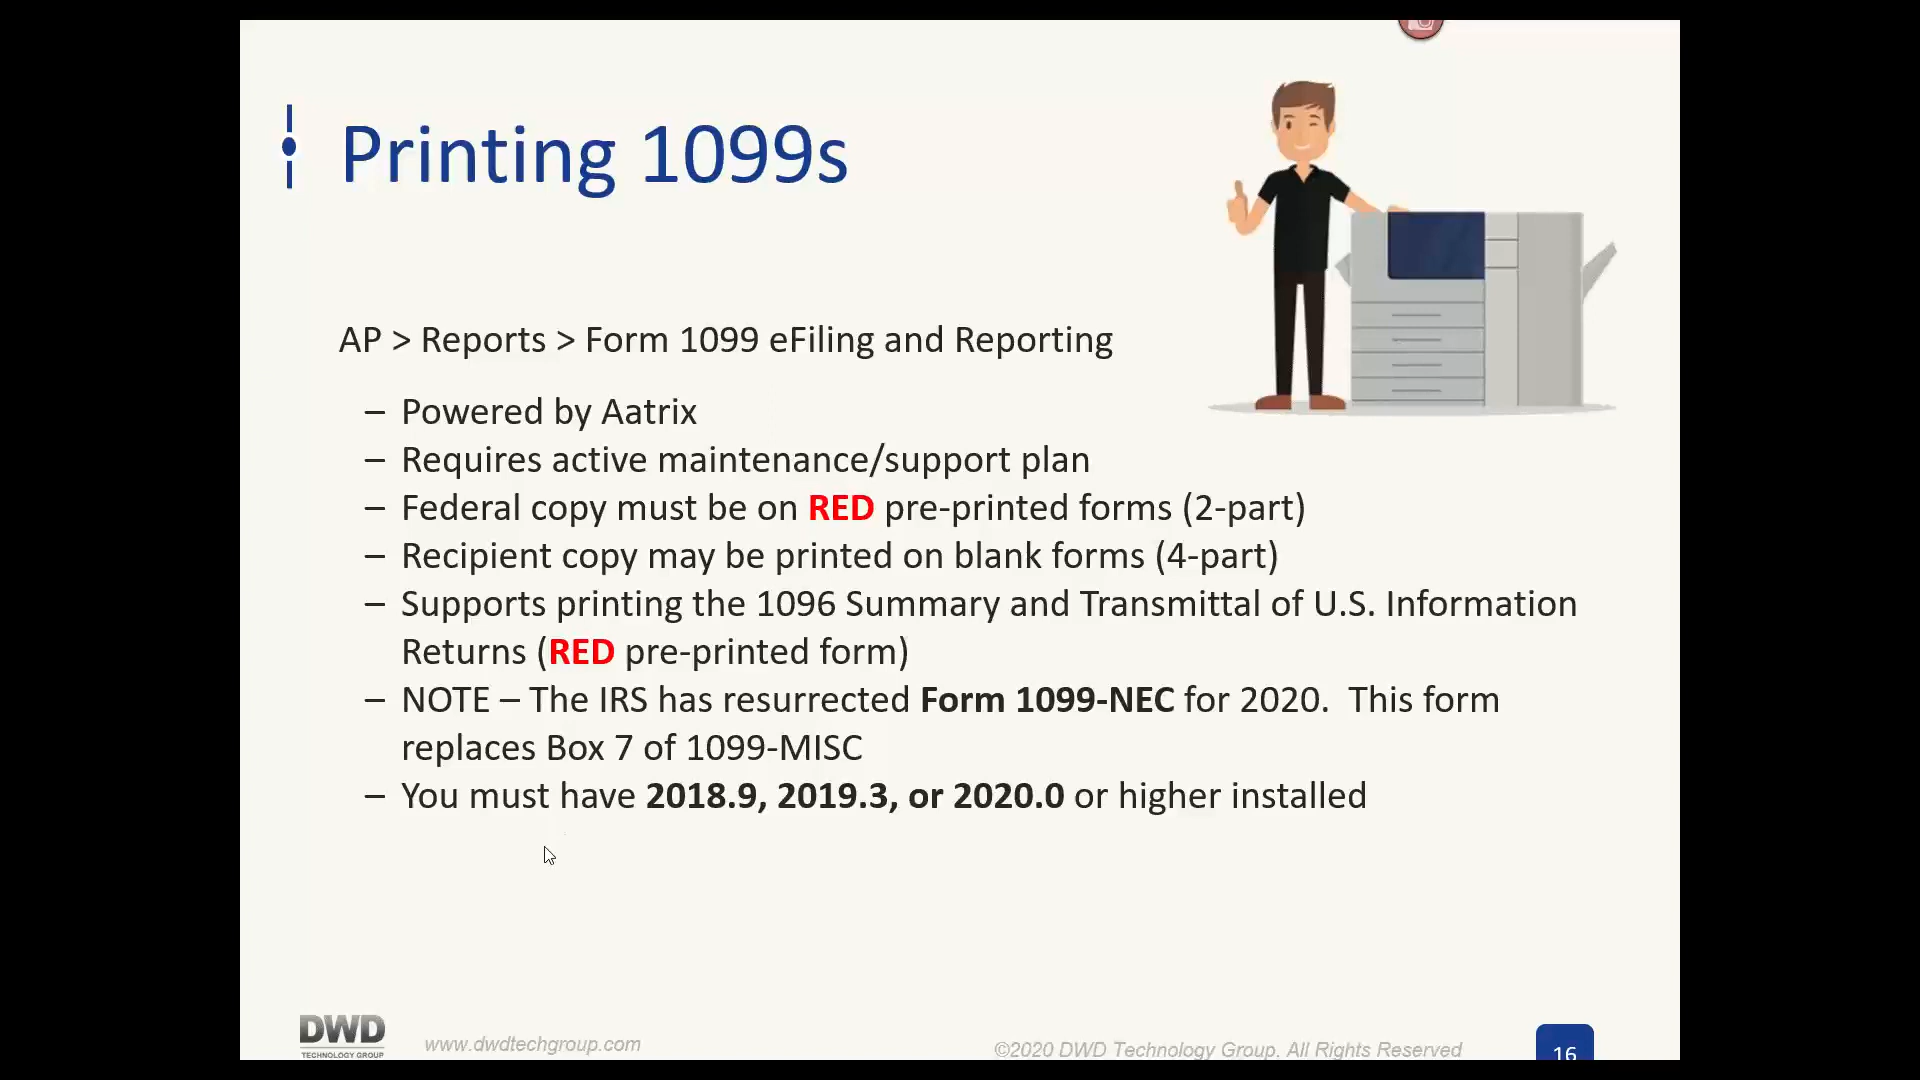 Printing 1099s
AP > Reports > Form 1099 eFiling and Reporting
– Powered by Aatrix
– Requires active maintenance/support plan
– Federal copy must be on RED pre-printed forms (2-part)
– Recipient copy may be printed on blank forms (4-part)
– Supports printing the 1096 Summary and Transmittal of U.S. Information
Returns (RED pre-printed form)
– NOTE – The IRS has resurrected Form 1099-NEC for 2020.  This form
replaces Box 7 of 1099-MISC
– You must have 2018.9, 2019.3, or 2020.0 or higher installed
DWD
TECHNOLOGY GROUP
www.dwdtechgroup.com
©2020 DWD Technology Group. All Rights Reserved
16